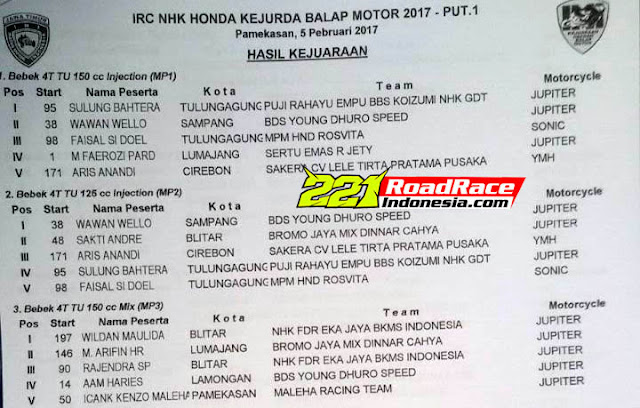 JAWA TIMUR
IRC NHK HONDA KEJURDA BALAP MOTOR 2017 - PUT.1
Pamekasan, 5 Pebruari 2017
HASIL KEJUARAAN
1. Bebek 4T TU 150 cc Injection (MP1)
Pos Start Nama Peserta Kota Team Motorcycle
I 95 SULUNG BAHTERA TULUNGAGUNG PUJI RAHAYU EMPU BBS KOIZUMI NHK GDT JUPITER
II 38 WAWAN WELLO SAMPANG BDS YOUNG DHURO SPEED JUPITER
III 98 FAISAL SI DOEL TULUNGAGUNG MPM HND ROSVITA SONIC
IV 1 M FAEROZI PARD LUMAJANG SERTU EMAS R JETY JUPITER
V 171 ARIS ANANDI CIREBON SAKERA CV LELE TIRTA PRATAMA PUSAKA YMH
221 RoadRace Indonesia.com
2. Bebek 4T TU 125 cc Injection (MP2)
Pos Start Nama Peserta Kota Team Motorcycle
I 38 WAWAN WELLO SAMPANG BDS YOUNG DHURO SPEED JUPITER
II 48 SAKTI ANDRE BLITAR BROMO JAYA MIX DINNAR CAHYA JUPITER
III 171 ARIS ANANDI CIREBON SAKERA CV LELE TIRTA PRATAMA PUSAKA YMH
IV 95 SULUNG BAHTERA TULUNGAGUNG PUJI RAHAYU EMPU BBS KOIZUMI NHK GDT JUPITER
V 98 FAISAL SI DOEL TULUNGAGUNG MPM HND ROSVITA SONIC
3. Bebek 4T TU 150 cc Mix (MP3)
Pos Start Nama Peserta Kota Team Motorcycle
I 197 WILDAN MAULIDA BLITAR NHK FDR EKA JAYA BKMS INDONESIA JUPITER
II 146 M. ARIFIN HR LUMAJANG BROMO JAYA MIX DINNAR CAHYA JUPITER
III 90 RAJENDRA SP BLITAR NHK FDR EKA JAYA BKMS INDONESIA JUPITER
IV 14 AAM HARIES LAMONGAN BDS YOUNG DHURO SPEED JUPITER
V 50 ICANK KENZO MALEHA PAMEKASAN MALEHA RACING TEAM JUPITER